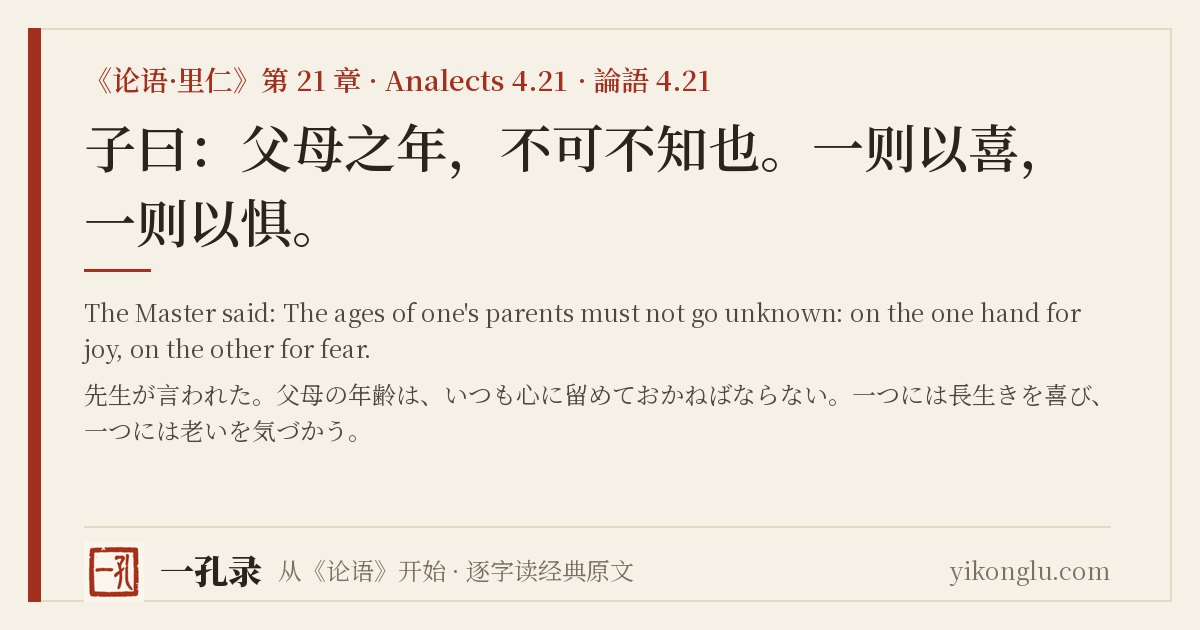 《论语·里仁》第 21 章 · Analects 4.21 · 論語 4.21
子曰：父母之年，不可不知也。一则以喜，
一则以惧。
The Master said: The ages of one's parents must not go unknown: on the one hand for
joy, on the other for fear.
先生が言われた。父母の年齢は、いつも心に留めておかねばならない。一つには長生きを喜び、
一つには老いを気づかう。
一孔
一孔录 从《论语》开始 · 逐字读经典原文 yikonglu.com